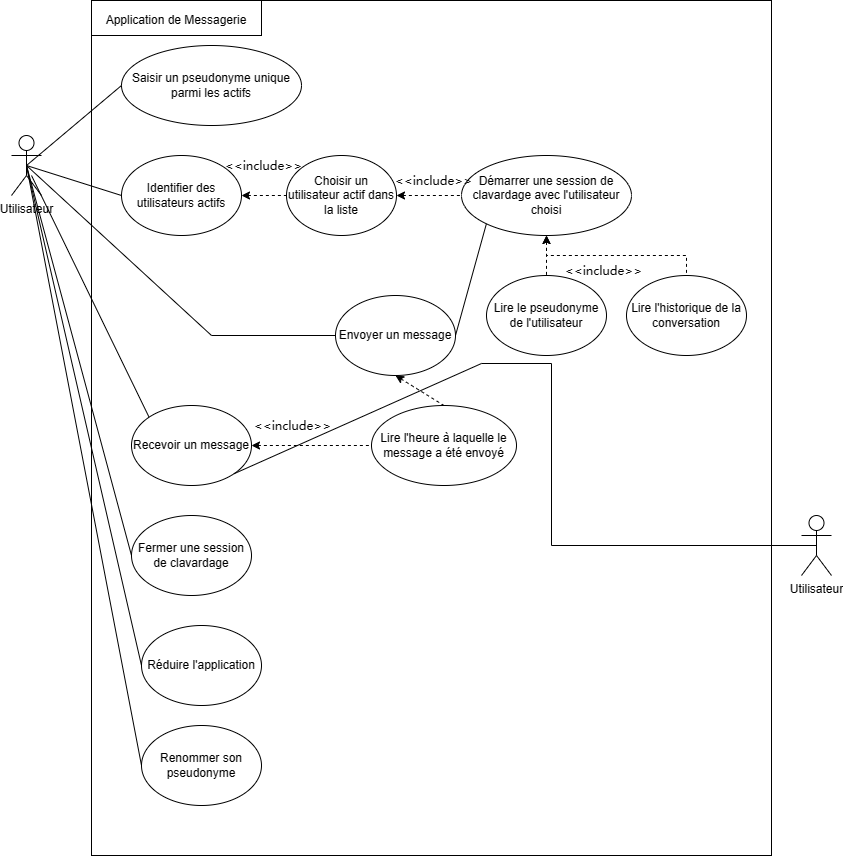 Application de Messagerie
Saisir un pseudonyme unique
parmi les actifs
Utilisateur
Identifier des
utilisateurs actifs
<<include>>
Choisir un
utilisateur actif dans
la liste
<<include>>
Démarrer une session de
clavardage avec l'utilisateur
choisi
<<include>>
Lire le pseudonyme
de l'utilisateur
Lire l'historique de la
conversation
Envoyer un message
Recevoir un message
<<include>>
Lire l'heure à laquelle le
message a été envoyé
Fermer une session
de clavardage
Utilisateur
Réduire l'application
Renommer son
pseudonyme